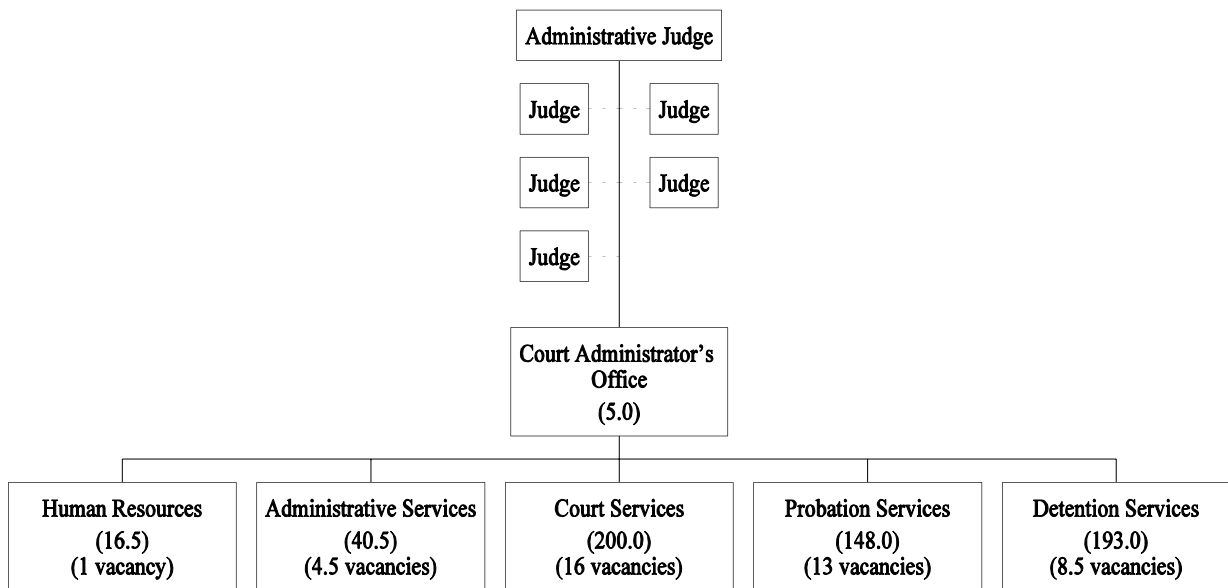 Administrative Judge
Judge
Judge
Judge
Judge
Judge
Court Administrator’s
Office
(5.0)
Human Resources
(16.5)
(1 vacancy)
Administrative Services
(40.5)
(4.5 vacancies)
Court Services
(200.0)
(16 vacancies)
Probation Services
(148.0)
(13 vacancies)
Detention Services
(193.0)
(8.5 vacancies)